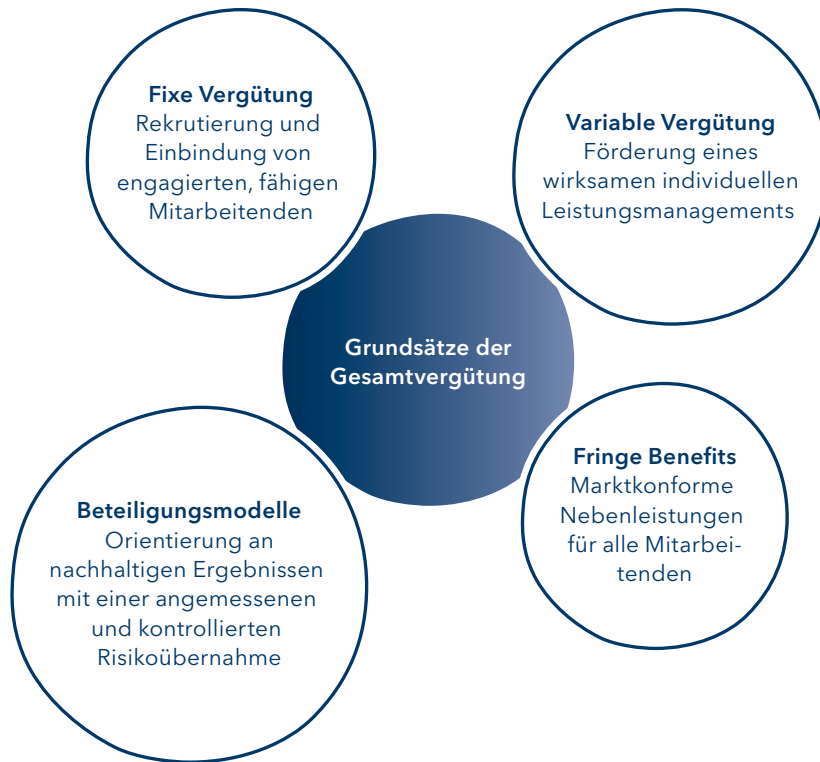 Fixe Vergütung
Rekrutierung und
Einbindung von
engagierten, fähigen
Mitarbeitenden
Variable Vergütung
Förderung eines
wirksamen individuellen
Leistungsmanagements
Grundsätze der
Gesamtvergütung
Beteiligungsmodelle
Orientierung an
nachhaltigen Ergebnissen
mit einer angemessenen
und kontrollierten
Risikoübernahme
Fringe Benefits
Marktkonforme
Nebenleistungen
für alle Mitarbei-
tenden